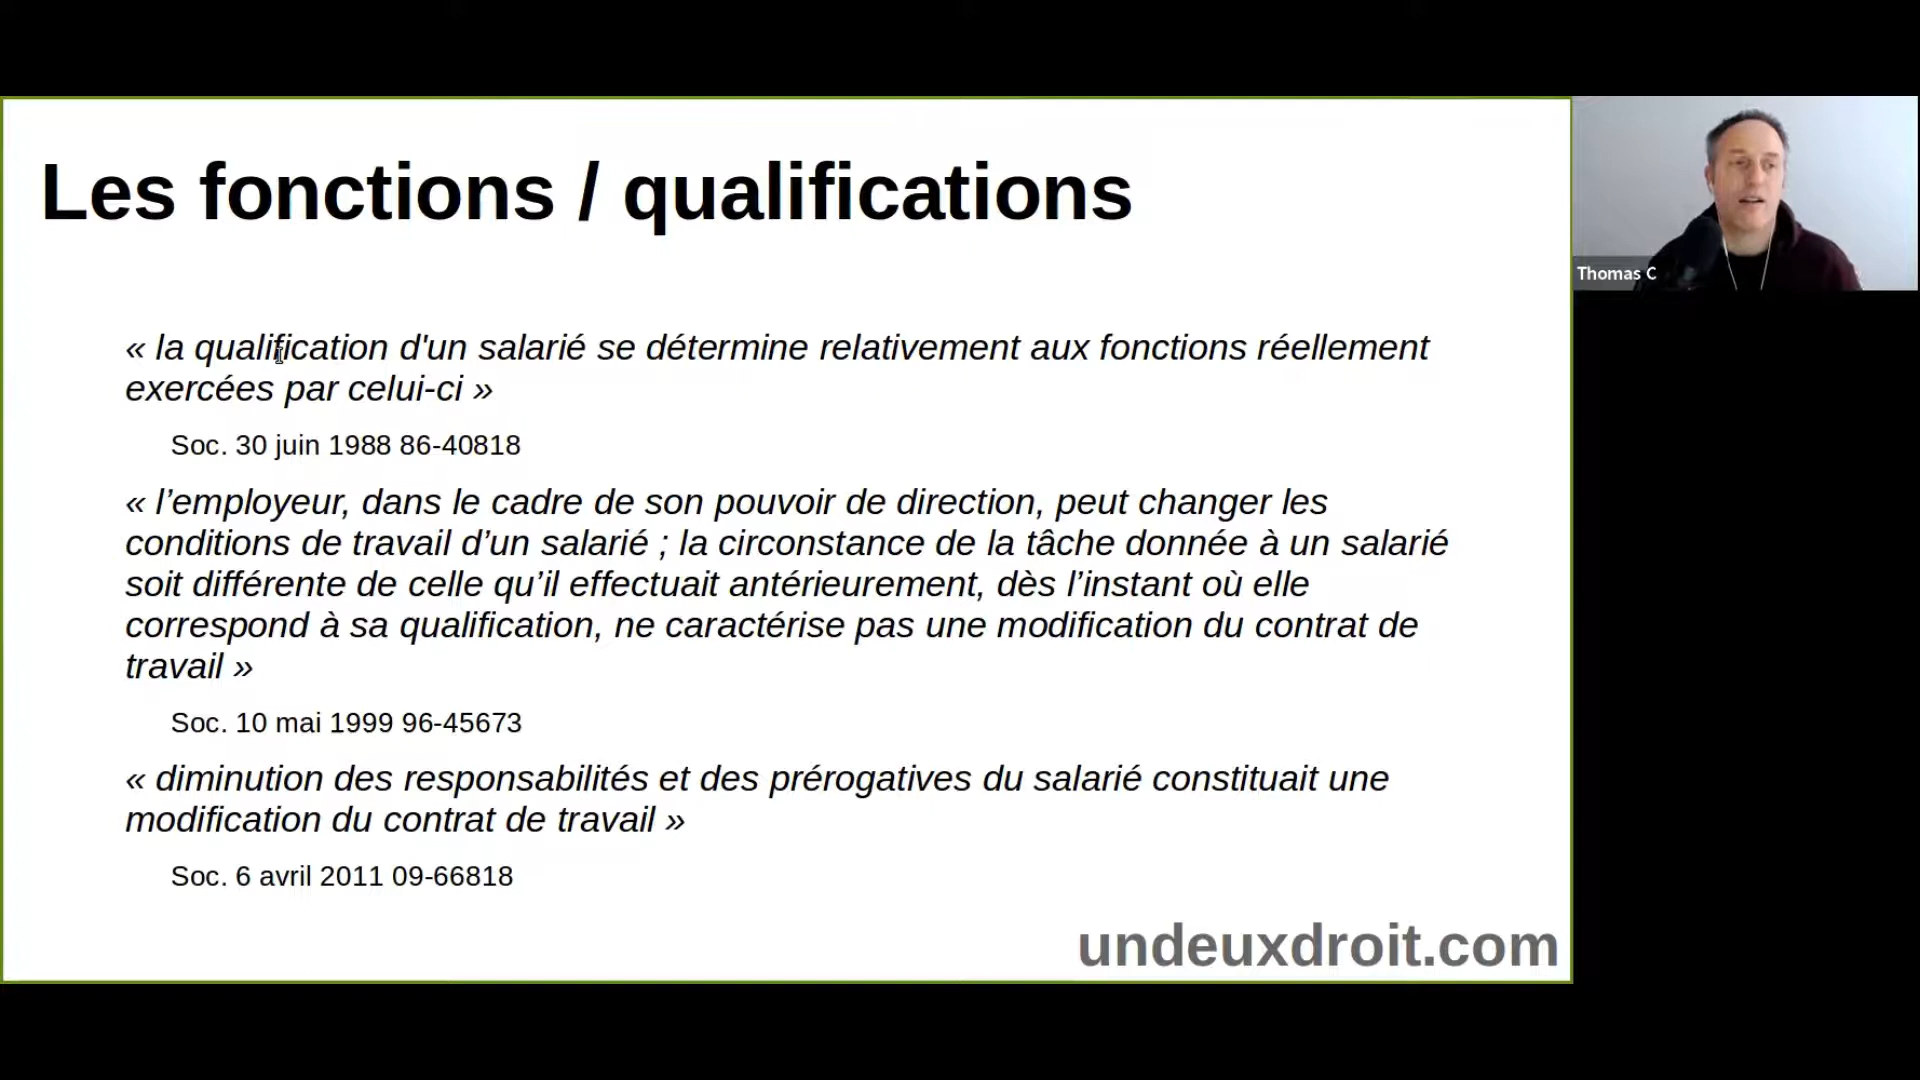 Les fonctions / qualifications
Thomas C
« la qualification d'un salarié se détermine relativement aux fonctions réellement
exercées par celui-ci »
Soc. 30 juin 1988 86-40818
« l’employeur, dans le cadre de son pouvoir de direction, peut changer les
conditions de travail d’un salarié ; la circonstance de la tâche donnée à un salarié
soit différente de celle qu’il effectuait antérieurement, dès l’instant où elle
correspond à sa qualification, ne caractérise pas une modification du contrat de
travail »
Soc. 10 mai 1999 96-45673
« diminution des responsabilités et des prérogatives du salarié constituait une
modification du contrat de travail »
Soc. 6 avril 2011 09-66818
undeuxdroit.com